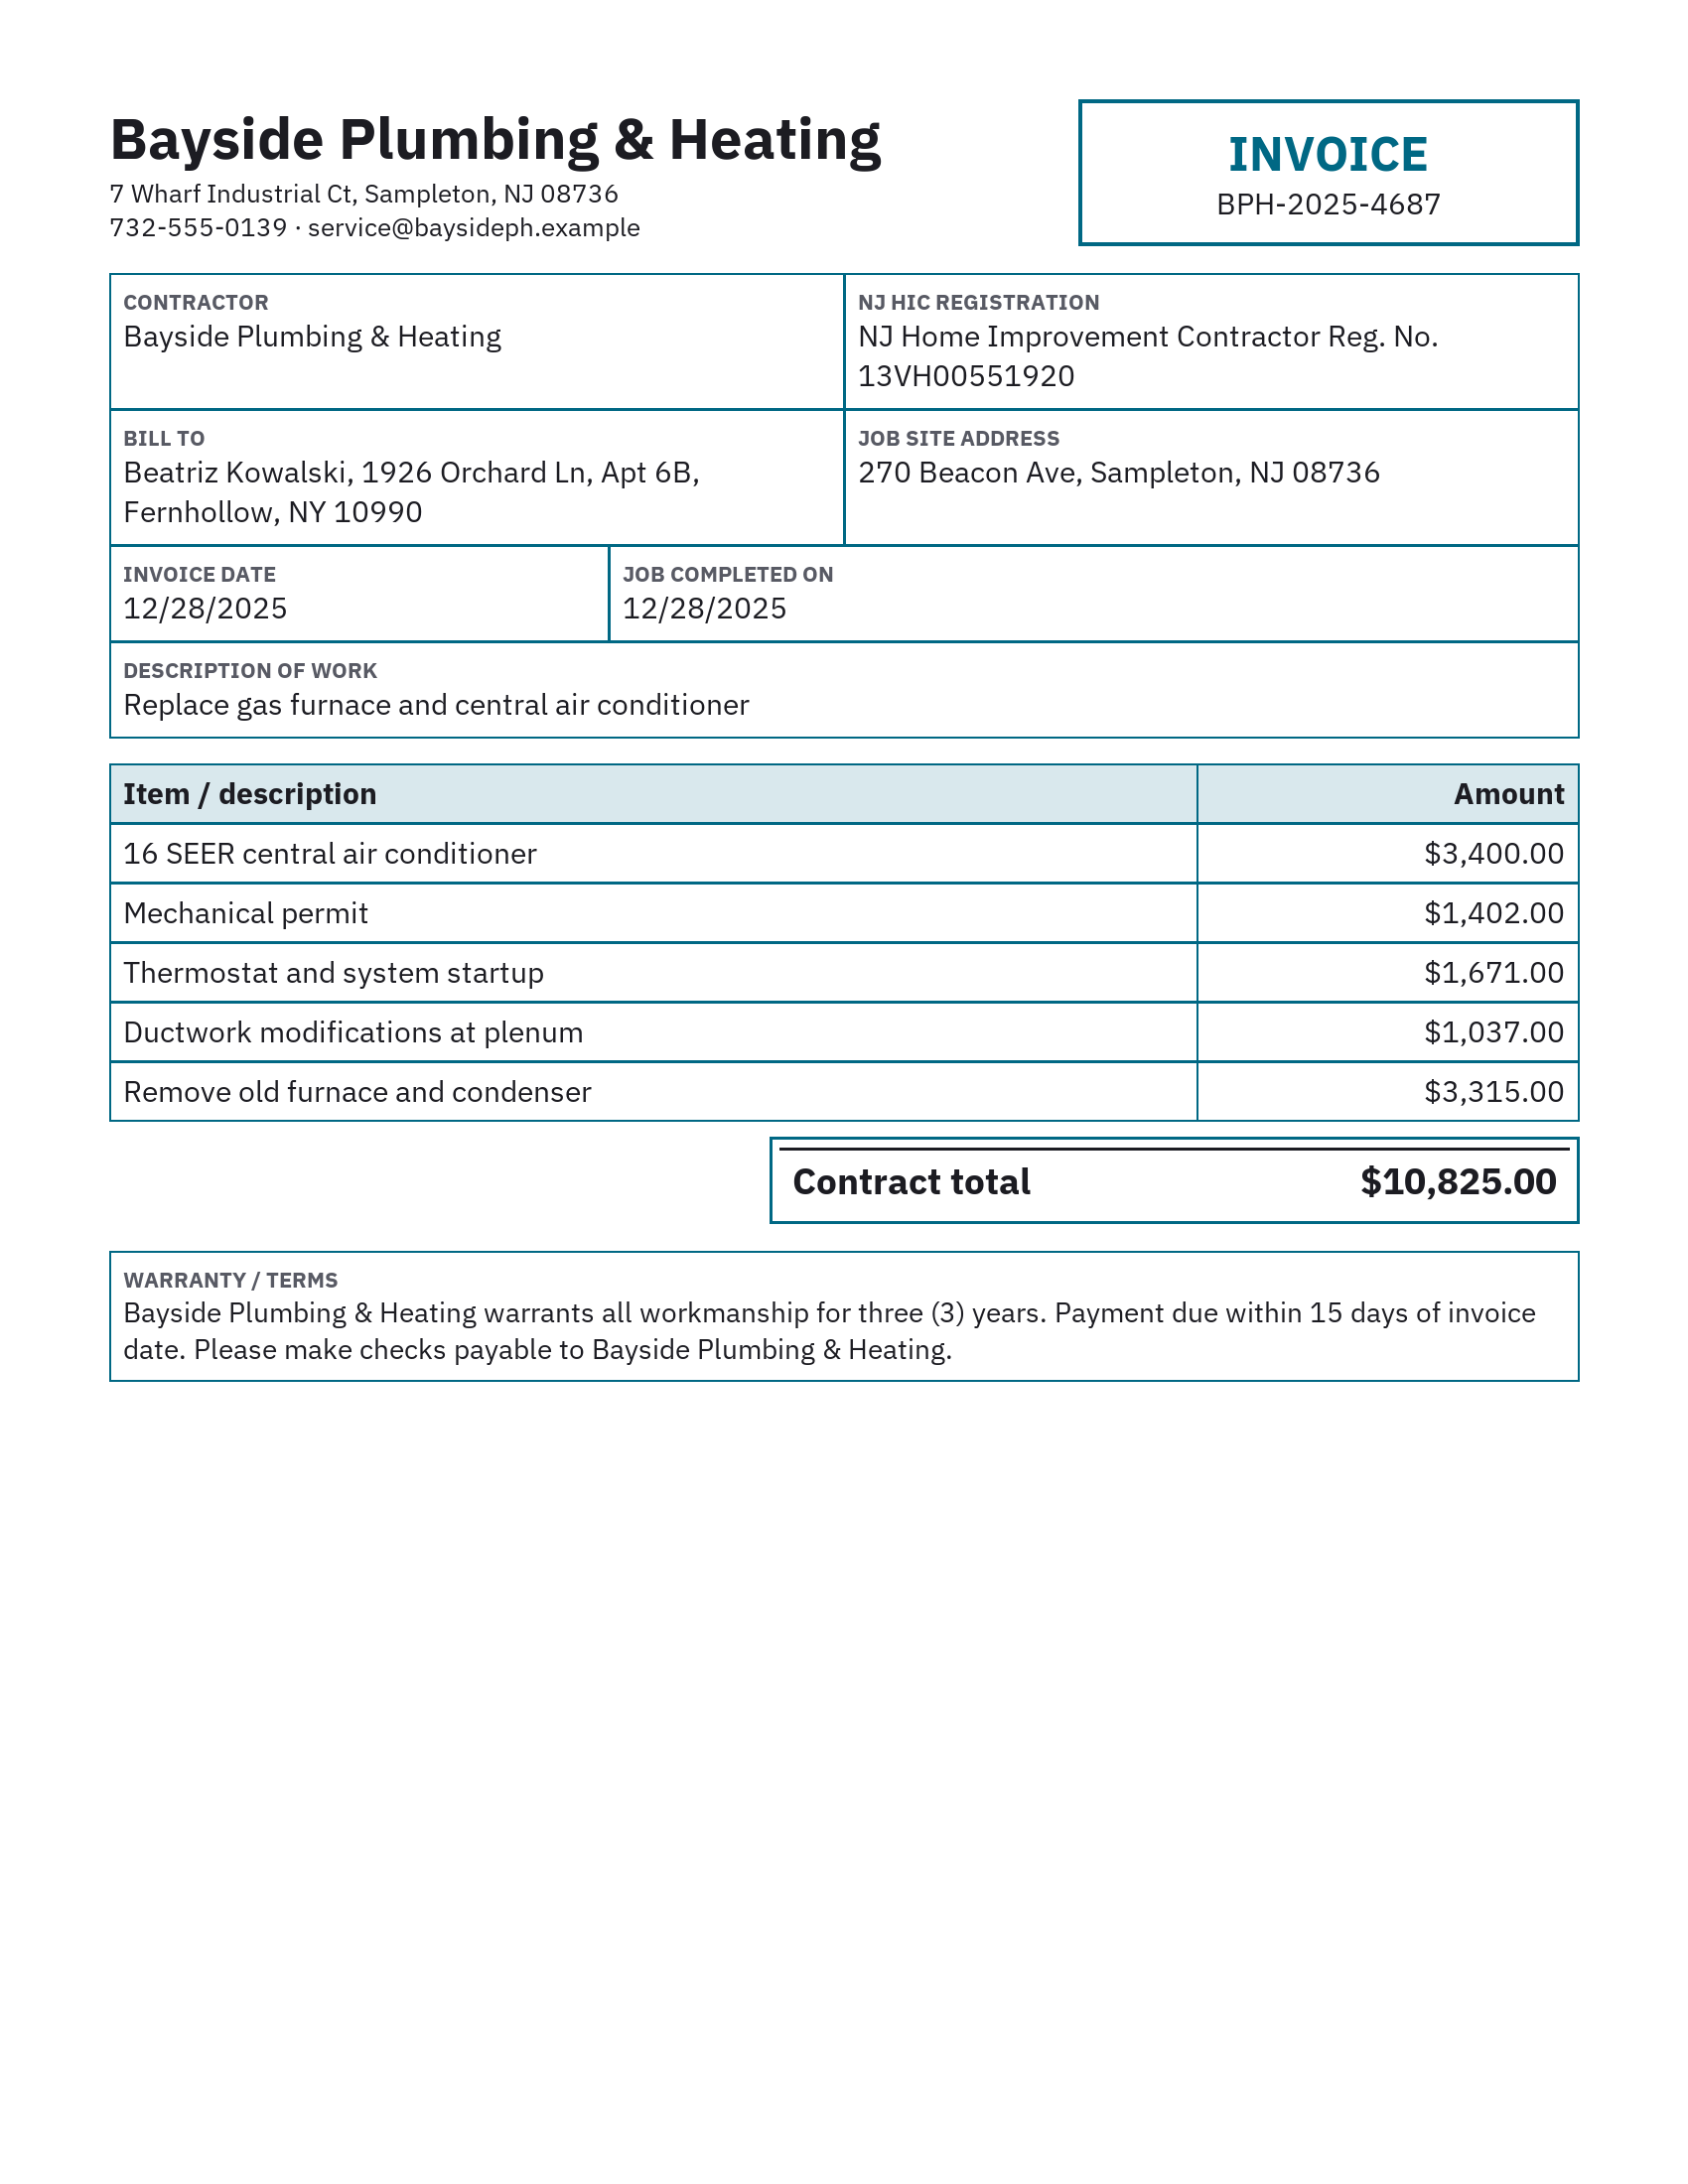 Bayside Plumbing & Heating
7 Wharf Industrial Ct, Sampleton, NJ 08736
732-555-0139 · service@baysideph.example
INVOICE
BPH-2025-4687
CONTRACTOR
Bayside Plumbing & Heating
NJ HIC REGISTRATION
NJ Home Improvement Contractor Reg. No.
13VH00551920
BILL TO
Beatriz Kowalski, 1926 Orchard Ln, Apt 6B,
Fernhollow, NY 10990
JOB SITE ADDRESS
270 Beacon Ave, Sampleton, NJ 08736
INVOICE DATE
12/28/2025
JOB COMPLETED ON
12/28/2025
DESCRIPTION OF WORK
Replace gas furnace and central air conditioner
Item / description Amount
16 SEER central air conditioner $3,400.00
Mechanical permit $1,402.00
Thermostat and system startup $1,671.00
Ductwork modifications at plenum $1,037.00
Remove old furnace and condenser $3,315.00
Contract total $10,825.00
WARRANTY / TERMS
Bayside Plumbing & Heating warrants all workmanship for three (3) years. Payment due within 15 days of invoice
date. Please make checks payable to Bayside Plumbing & Heating.